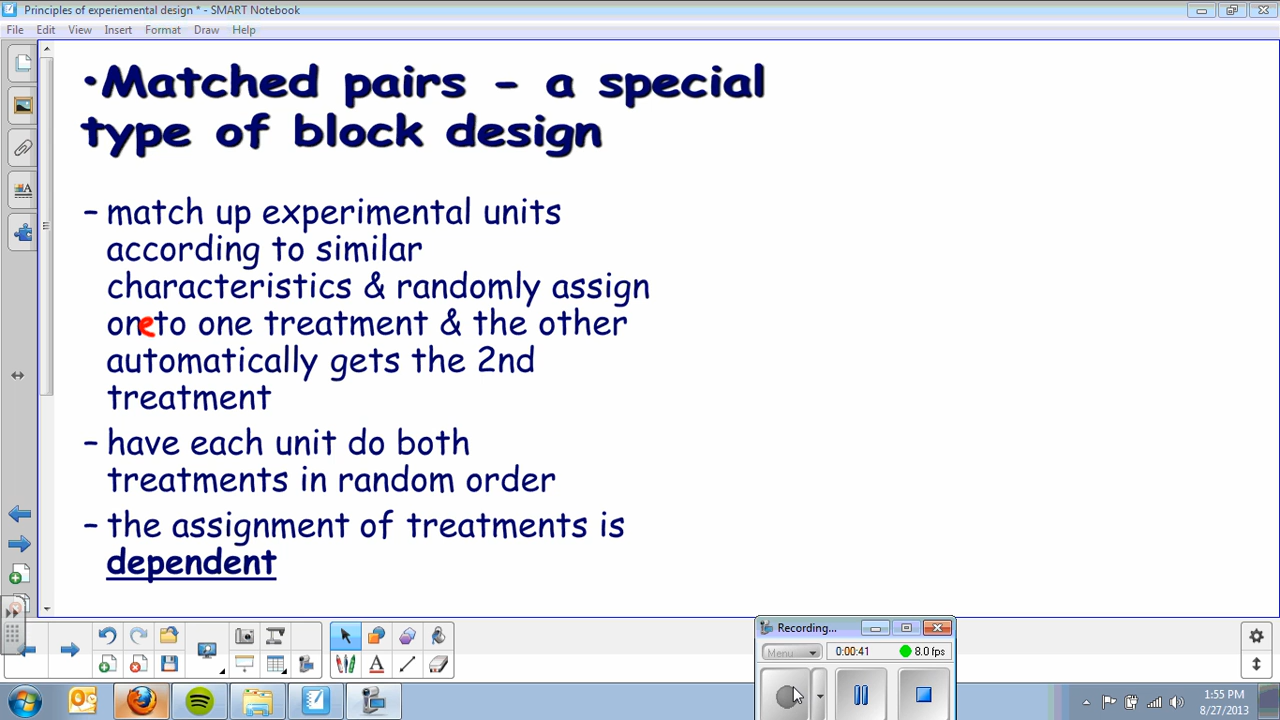 Principles of experiemental design * - SMART Notebook
File Edit View Insert Format Draw Help
•Matched pairs - a special
type of block design
- match up experimental units
according to similar
characteristics & randomly assign
oneto one treatment & the other
automatically gets the 2nd
treatment
- have each unit do both
treatments in random order
- the assignment of treatments is
dependent
Recording...
Menu 0:00:41 8.0 fps
1:55 PM
8/27/2013